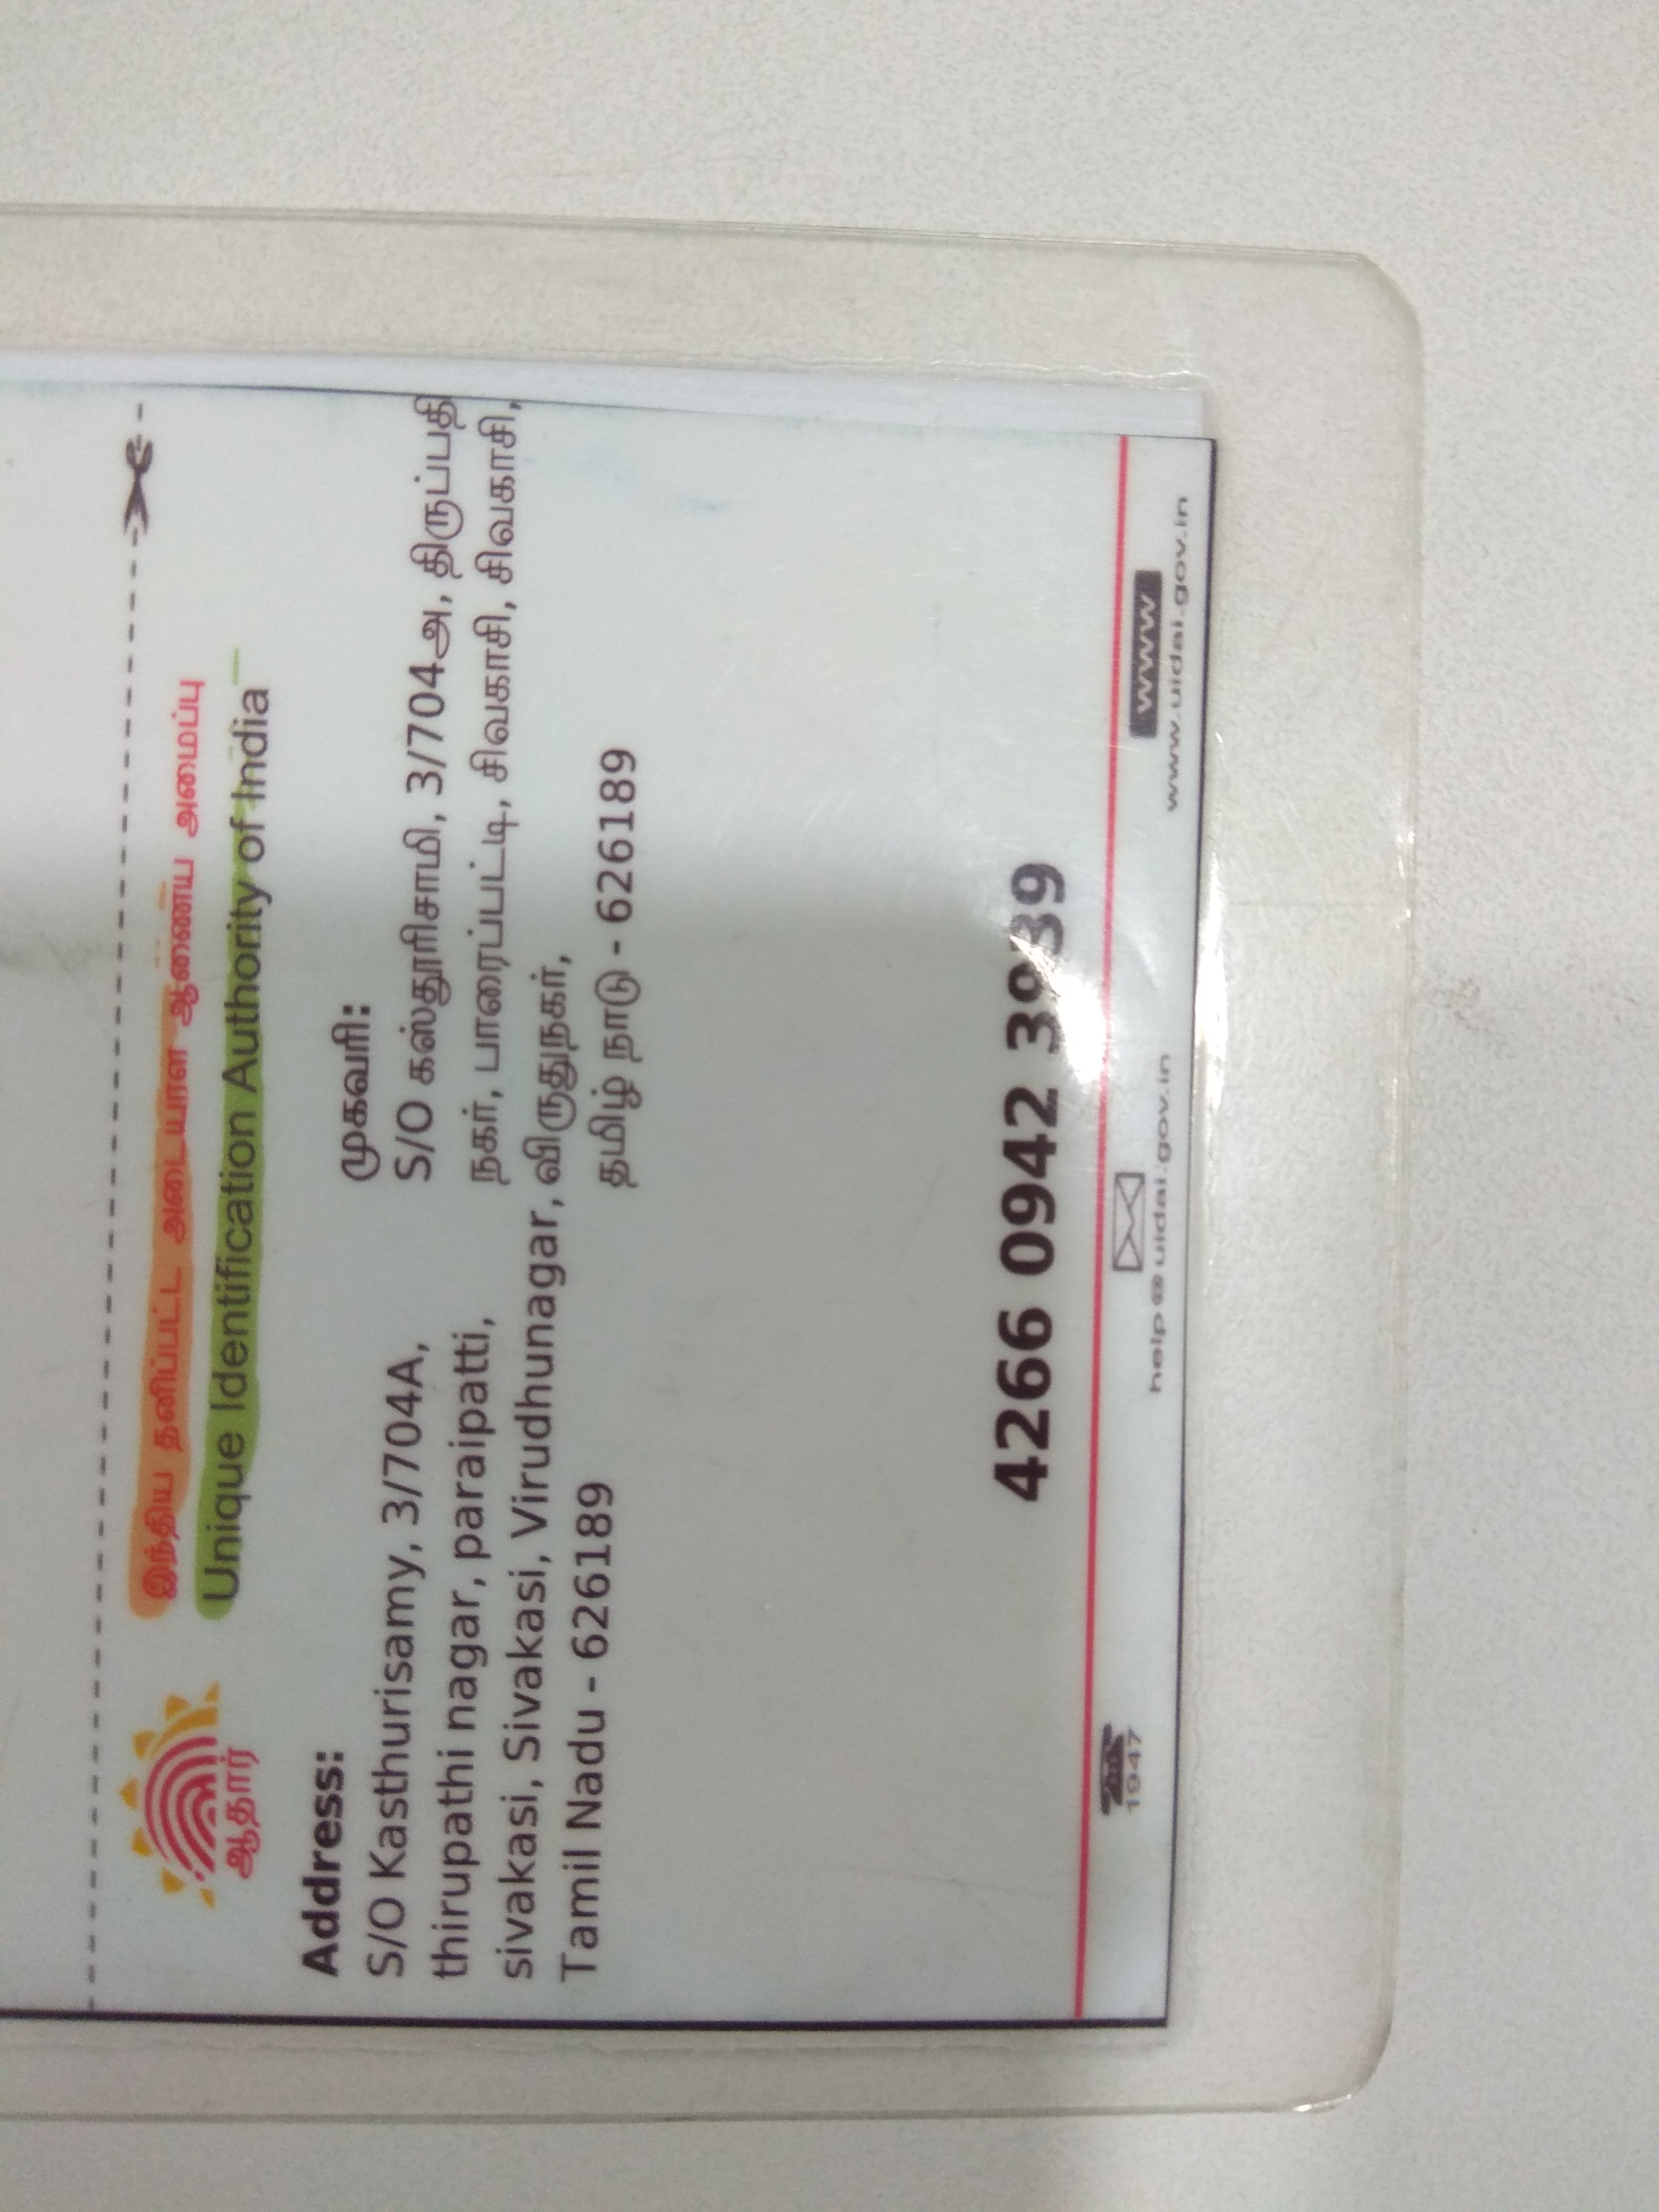 இந்திய தனிப்பட்ட அடையாள ஆணைய அமைப்பு
Unique Identification Authority of India
ஆதார்
Address:
S/O Kasthurisamy, 3/704A,
thirupathi nagar, paraipatti,
sivakasi, Sivakasi, Virudhunagar,
Tamil Nadu - 626189
முகவரி:
S/O கஸ்தூரிசாமி, 3/704அ, திருப்பதி
நகர், பாரைப்பட்டி, சிவகாசி, சிவகாசி,
விருதுநகர்,
தமிழ் நாடு - 626189
4266 0942 3939
1947
help@uidai.gov.in
www
www.uidai.gov.in